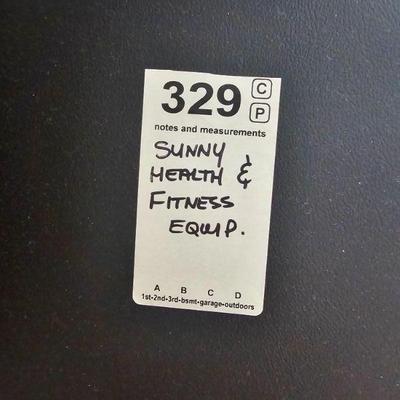 329 C
P
notes and measurements
SUNNY
HEALTH &
FITNESS
EQUIP.
A B C D
1st-2nd-3rd-bsmt-garage-outdoors